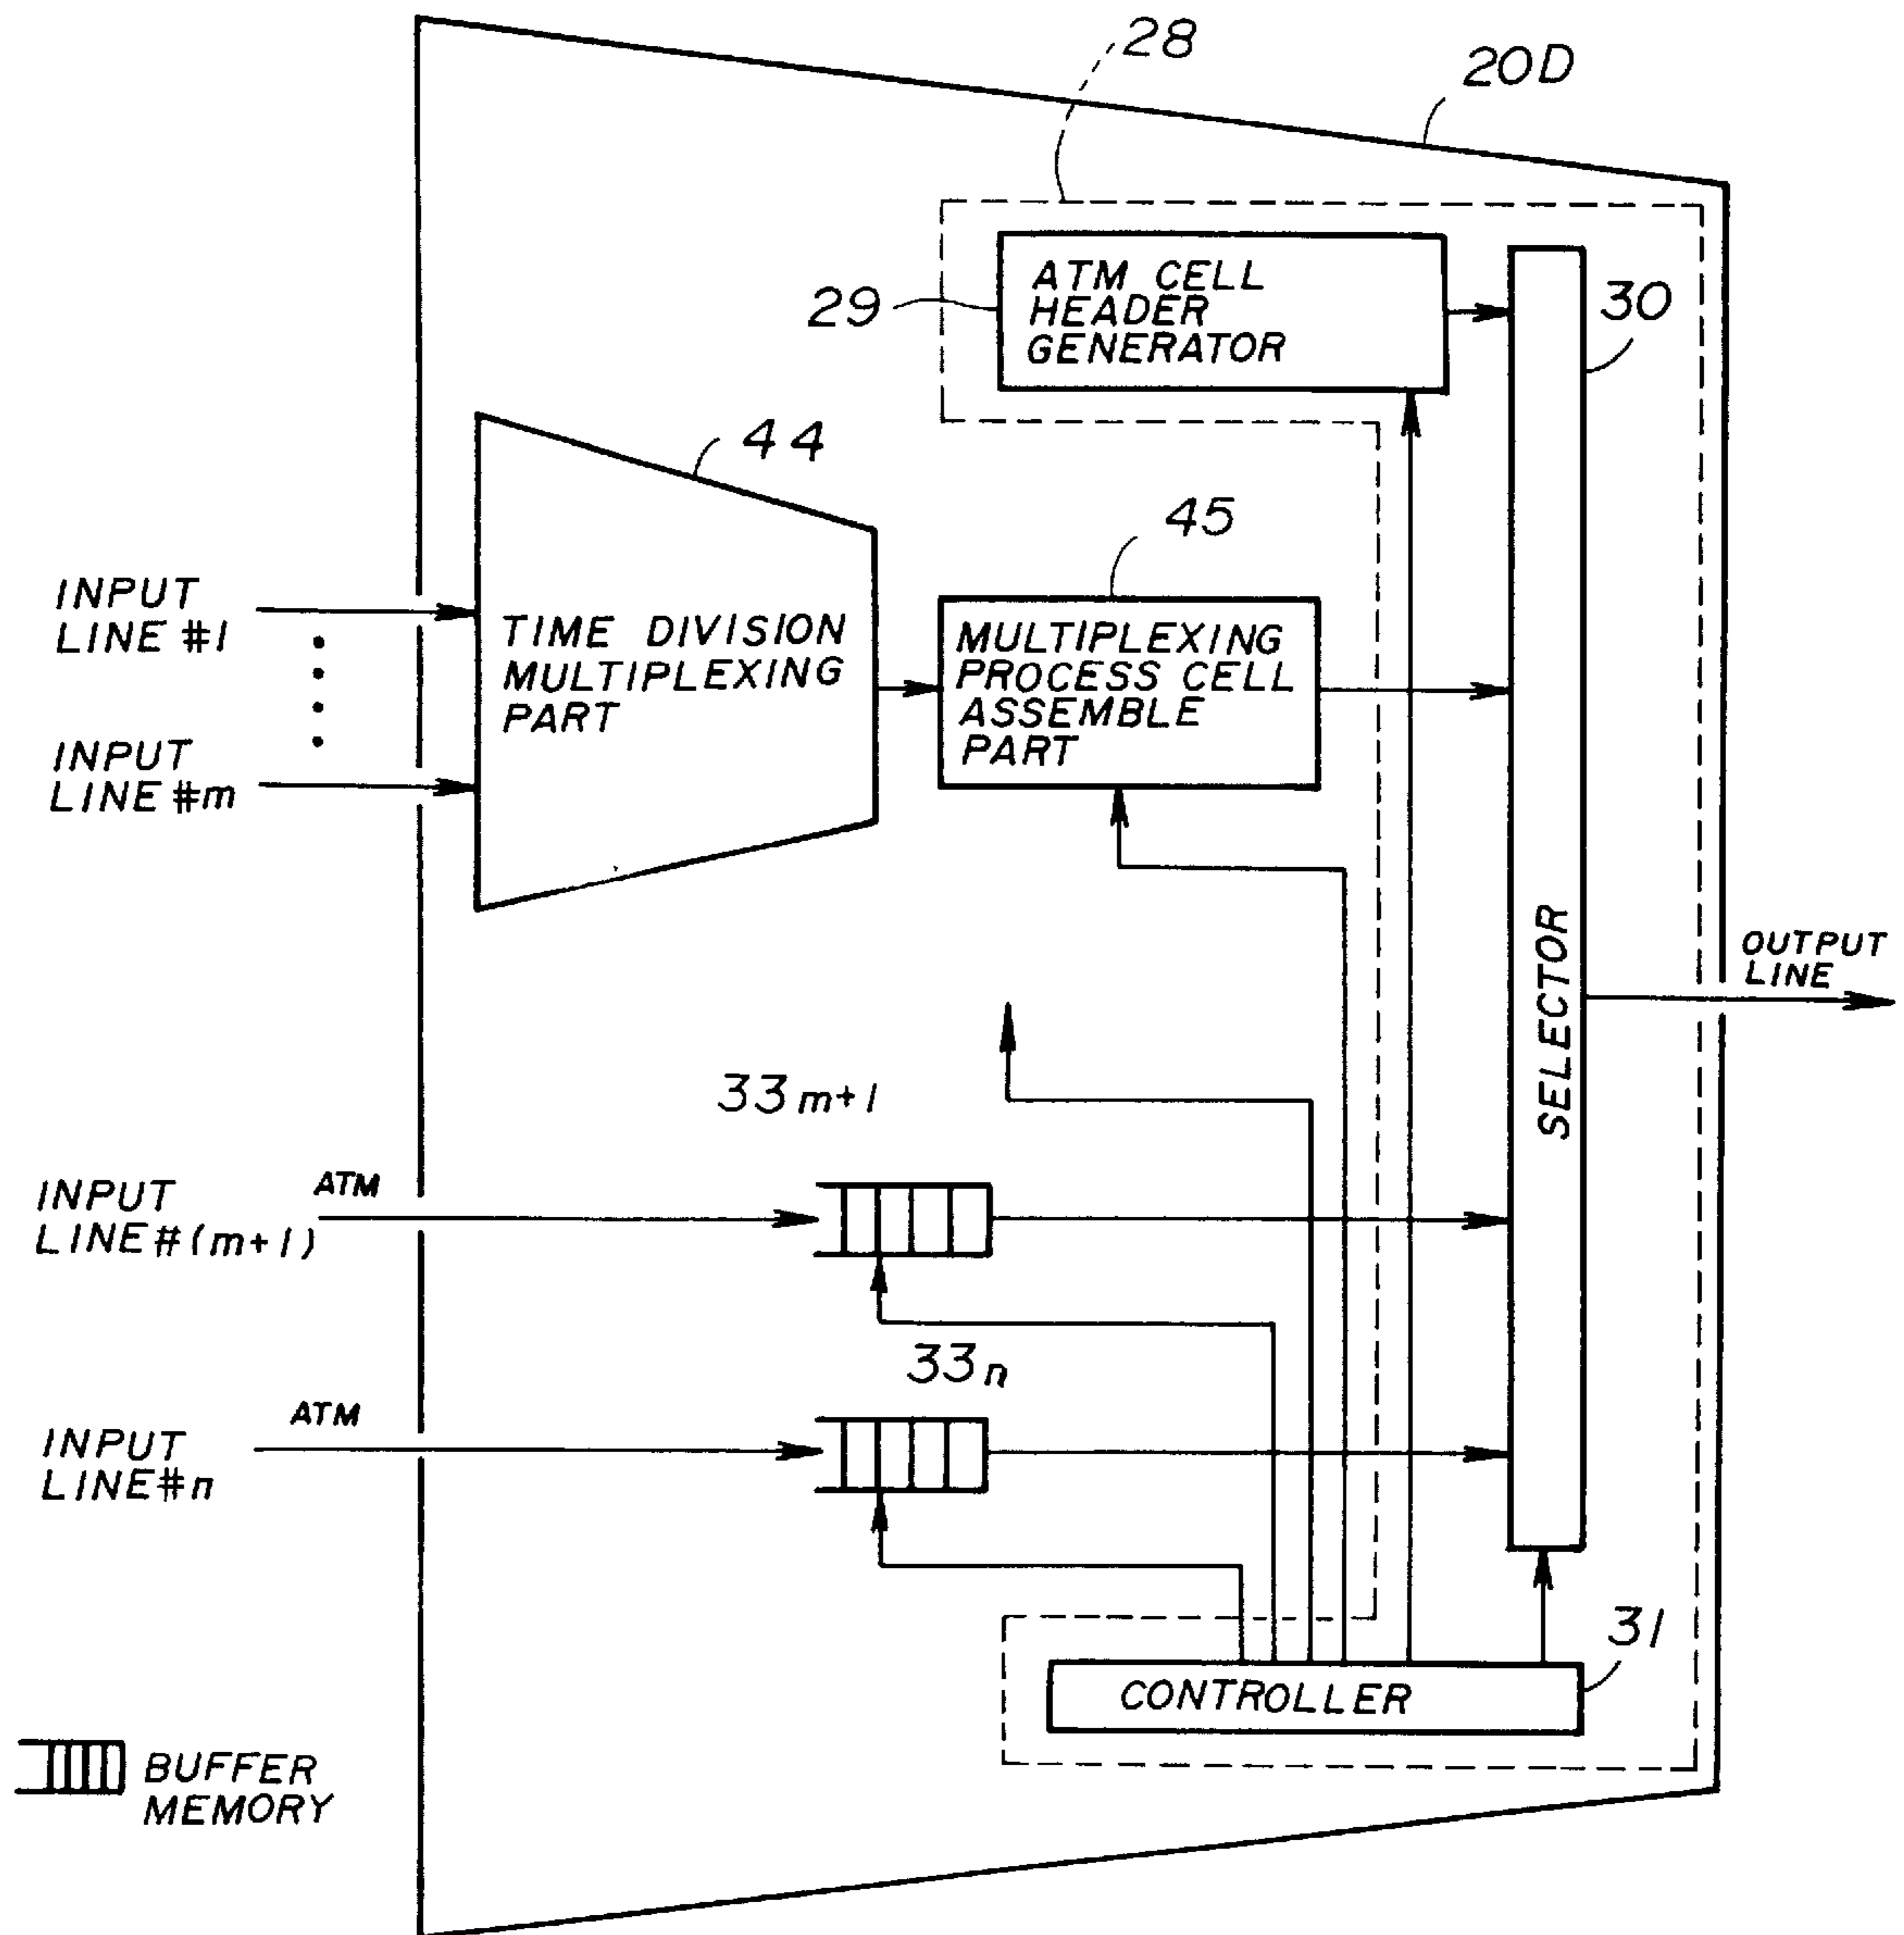 28
20D
ATM CELL
HEADER
GENERATOR
29
30
44
45
INPUT
LINE #1
TIME DIVISION
MULTIPLEXING
PART
MULTIPLEXING
PROCESS CELL
ASSEMBLE
PART
INPUT
LINE #m
SELECTOR
OUTPUT
LINE
33m+1
INPUT
LINE#(m+1)
ATM
33n
INPUT
LINE#n
ATM
31
CONTROLLER
BUFFER
MEMORY